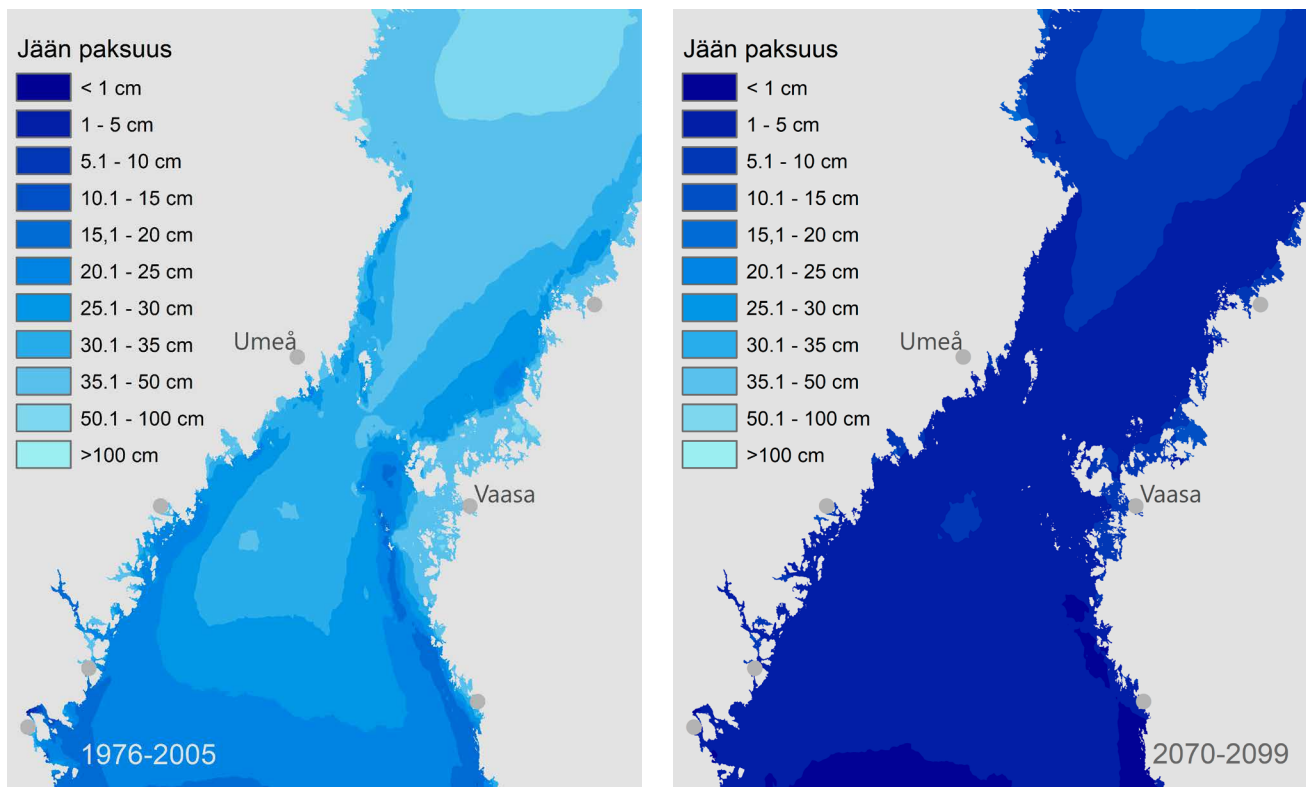 Jään paksuus
< 1 cm
1 - 5 cm
5.1 - 10 cm
10.1 - 15 cm
15,1 - 20 cm
20.1 - 25 cm
25.1 - 30 cm
30.1 - 35 cm
35.1 - 50 cm
50.1 - 100 cm
>100 cm
Umeå
Vaasa
1976-2005
Jään paksuus
< 1 cm
1 - 5 cm
5.1 - 10 cm
10.1 - 15 cm
15,1 - 20 cm
20.1 - 25 cm
25.1 - 30 cm
30.1 - 35 cm
35.1 - 50 cm
50.1 - 100 cm
>100 cm
Umeå
Vaasa
2070-2099